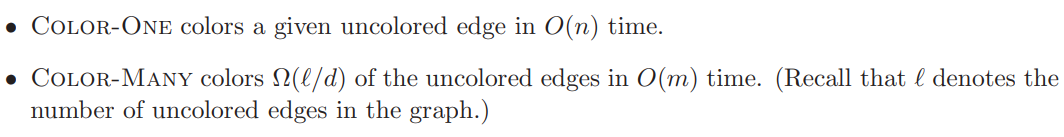 • COLOR-ONE colors a given uncolored edge in O(n) time.
• COLOR-MANY colors Ω(ℓ/d) of the uncolored edges in O(m) time. (Recall that ℓ denotes the
number of uncolored edges in the graph.)